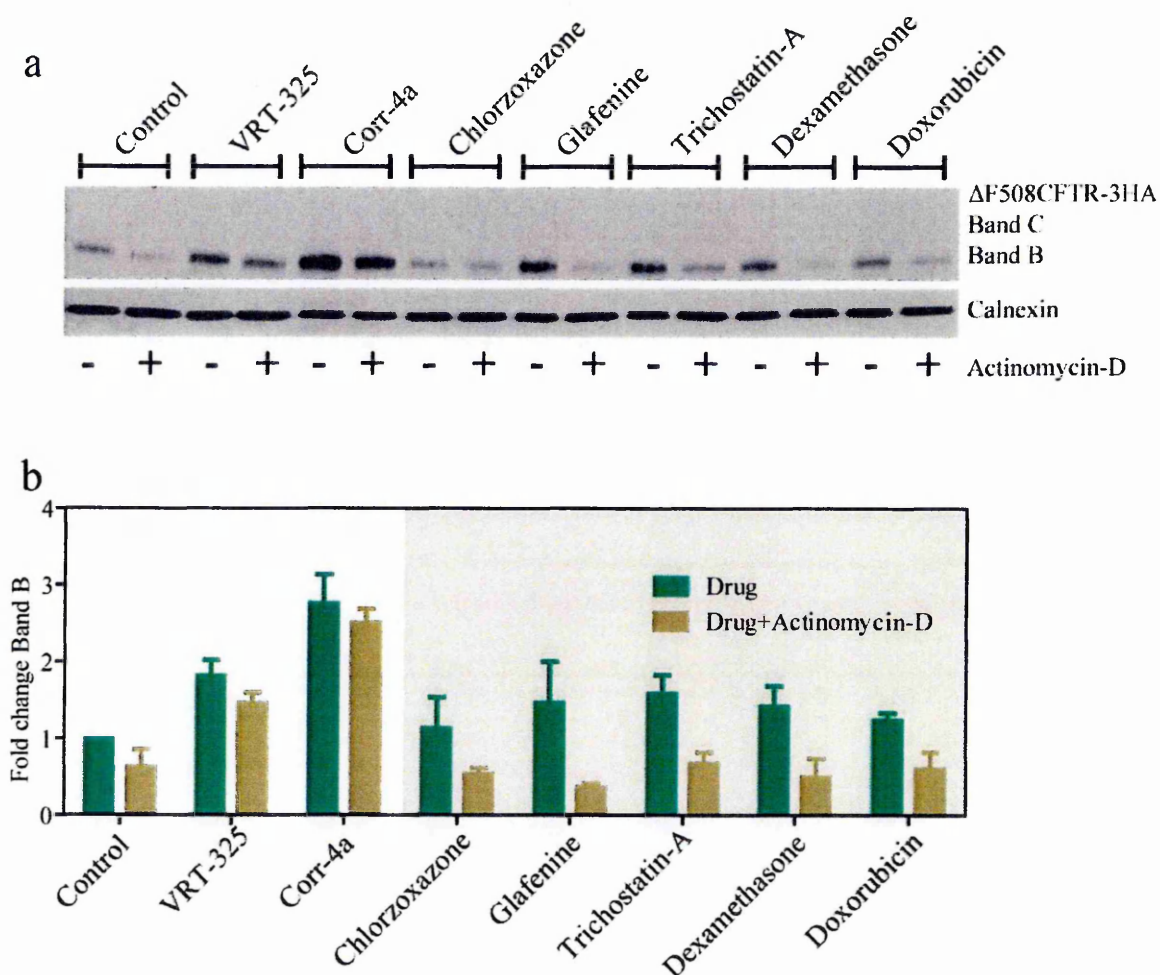 a
Control
VRT-325
Corr-4a
Chlorzoxazone
Glafenine
Trichostatin-A
Dexamethasone
Doxorubicin
ΔF508CFTR-3HA
Band C
Band B
Calnexin
- + - + - + - + - + - + - + - +
Actinomycin-D
b
Fold change Band B
4
3
2
1
0
Drug
Drug+Actinomycin-D
Control
VRT-325
Corr-4a
Chlorzoxazone
Glafenine
Trichostatin-A
Dexamethasone
Doxorubicin